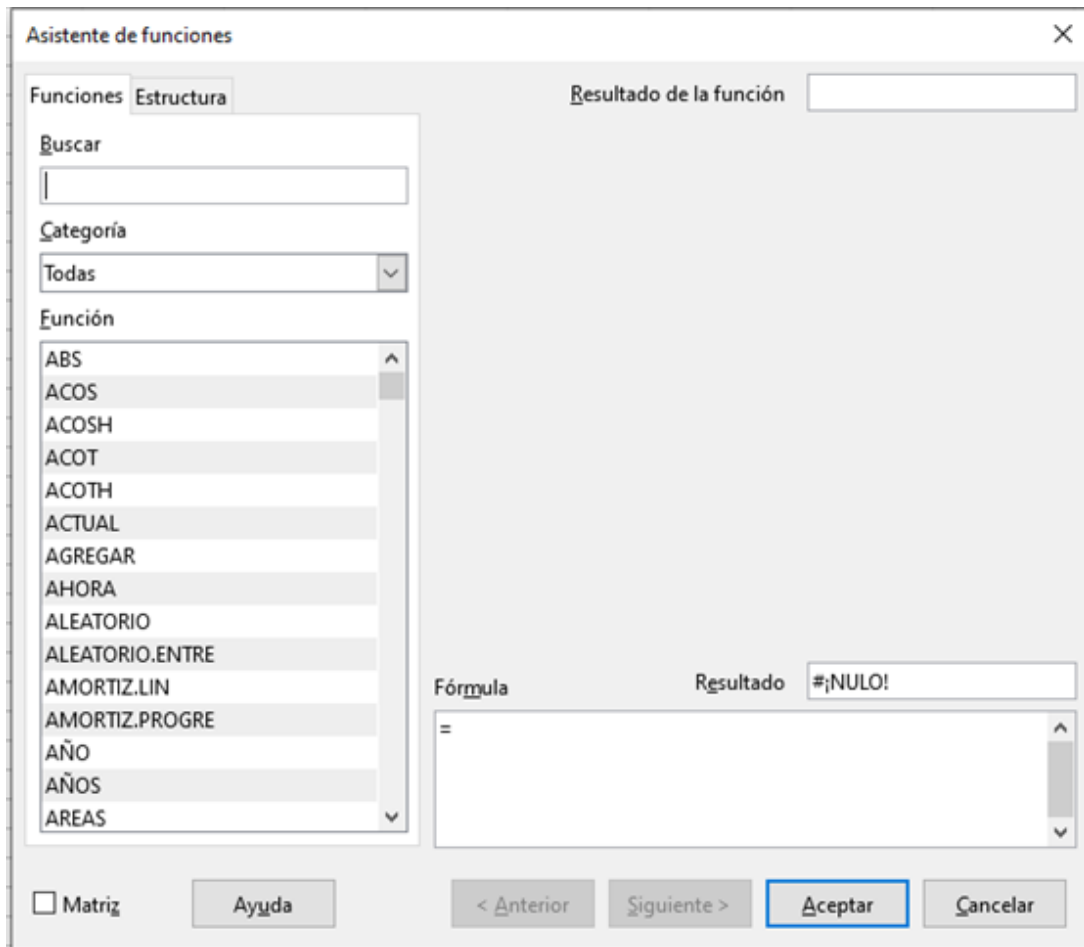 Asistente de funciones
Funciones Estructura
Resultado de la función
Buscar
Categoría
Todas
Función
ABS
ACOS
ACOSH
ACOT
ACOTH
ACTUAL
AGREGAR
AHORA
ALEATORIO
ALEATORIO.ENTRE
AMORTIZ.LIN
AMORTIZ.PROGRE
AÑO
AÑOS
AREAS
Fórmula
Resultado #¡NULO!
=
Matriz
Ayuda
< Anterior
Siguiente >
Aceptar
Cancelar